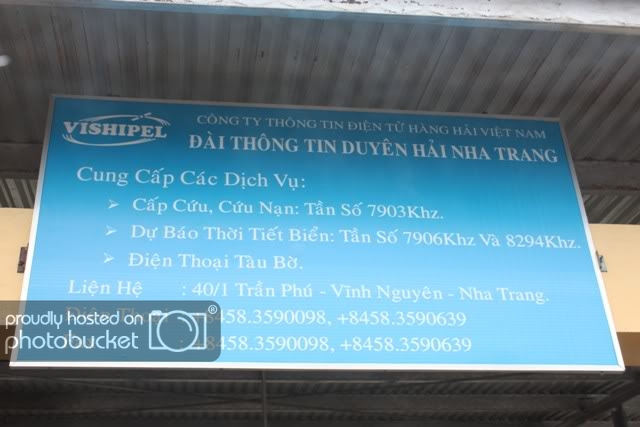 VISHIPEL
CÔNG TY THÔNG TIN ĐIỆN TỬ HÀNG HẢI VIỆT NAM
ĐÀI THÔNG TIN DUYÊN HẢI NHA TRANG
Cung Cấp Các Dịch Vụ:
➢ Cấp Cứu, Cứu Nạn: Tần Số 7903Khz.
➢ Dự Báo Thời Tiết Biển: Tần Số 7906Khz Và 8294Khz.
➢ Điện Thoại Tàu Bờ.
Liên Hệ : 40/1 Trần Phú - Vĩnh Nguyên - Nha Trang.
+8458.3590098, +8458.3590639
+8458.3590098, +8458.3590639
proudly hosted on
photobucket®